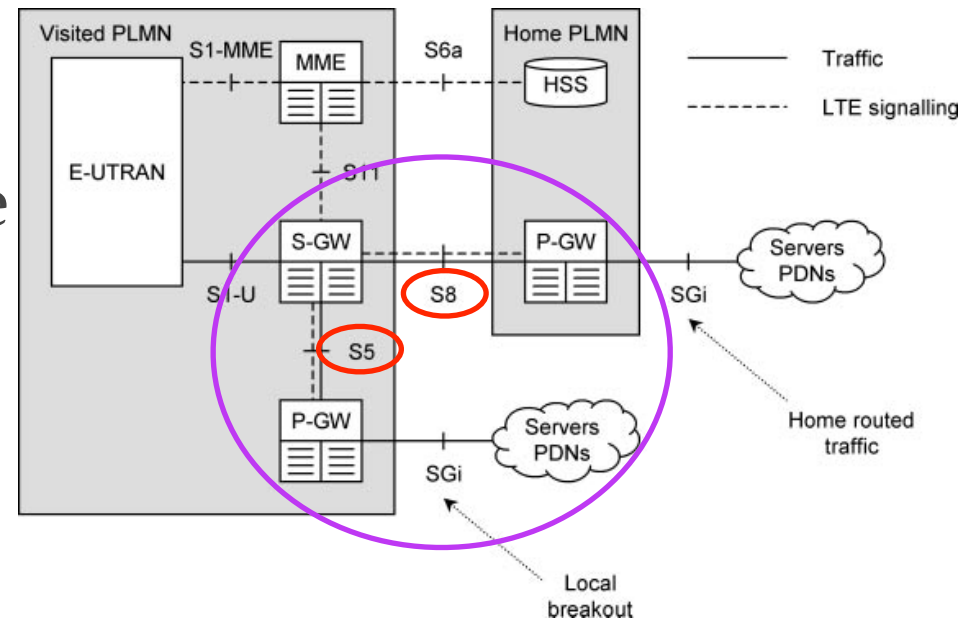 Visited PLMN
Home PLMN
S1-MME
MME
S6a
HSS
Traffic
LTE signalling
E-UTRAN
S11
e
S-GW
P-GW
Servers
PDNs
S1-U
S8
SGi
S5
P-GW
Servers
PDNs
SGi
Home routed
traffic
Local
breakout